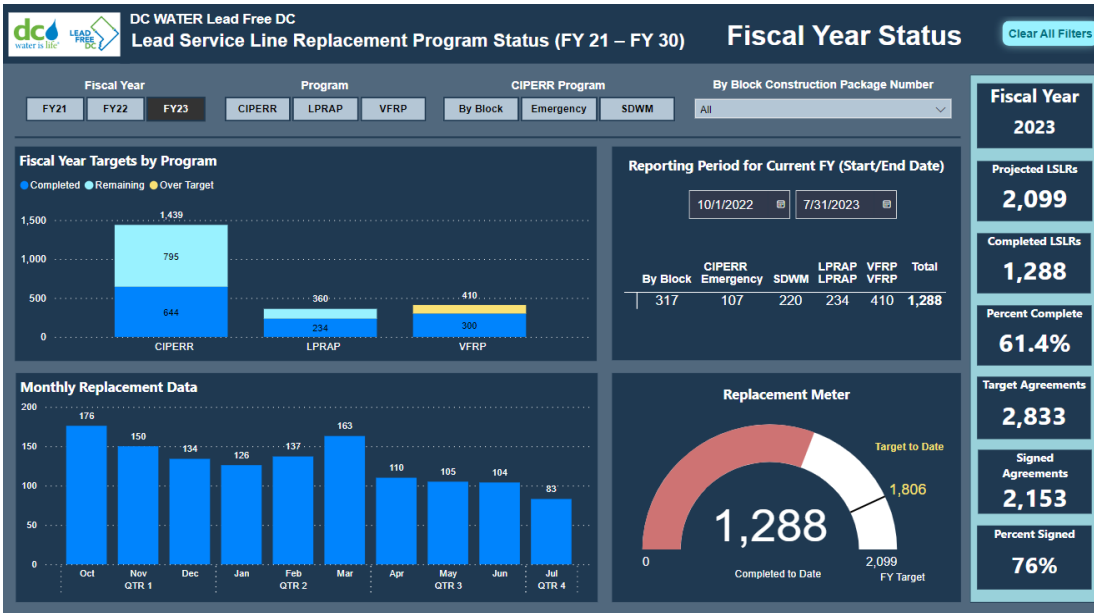 dc
water is life
LEAD
FREE
DC
DC WATER Lead Free DC
Lead Service Line Replacement Program Status (FY 21 – FY 30)
Fiscal Year Status
Clear All Filters
Fiscal Year
FY21 FY22 FY23
Program
CIPERR LPRAP VFRP
CIPERR Program
By Block Emergency SDWM
By Block Construction Package Number
All
Fiscal Year Targets by Program
Completed Remaining Over Target
1,500
1,000
500
0
1,439
795
644
360
234
410
300
CIPERR LPRAP VFRP
Reporting Period for Current FY (Start/End Date)
10/1/2022 7/31/2023
CIPERR LPRAP VFRP Total
By Block Emergency SDWM LPRAP VFRP
317 107 220 234 410 1,288
Monthly Replacement Data
200
150
100
50
0
176 150 134 126 137 163 110 105 104 83
Oct Nov Dec Jan Feb Mar Apr May Jun Jul
QTR 1 QTR 2 QTR 3 QTR 4
Replacement Meter
Target to Date
1,806
1,288
0
2,099
Completed to Date
FY Target
Fiscal Year
2023
Projected LSLRs
2,099
Completed LSLRs
1,288
Percent Complete
61.4%
Target Agreements
2,833
Signed
Agreements
2,153
Percent Signed
76%